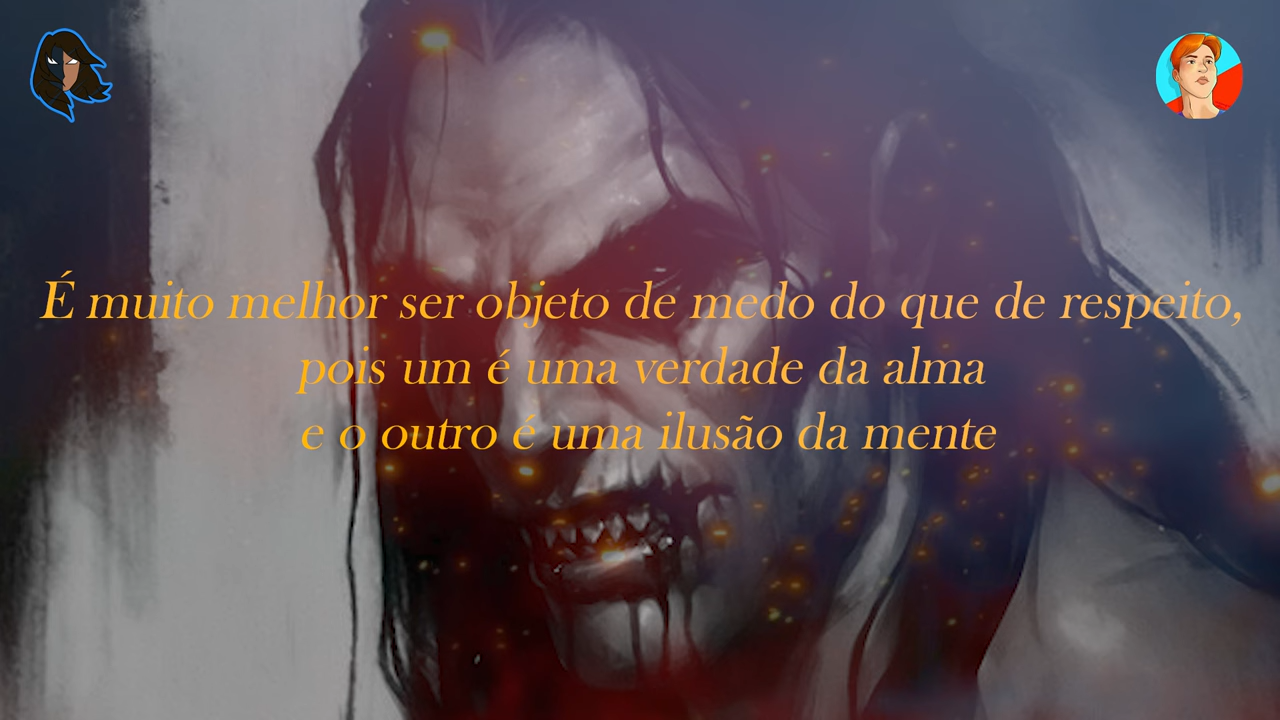 É muito melhor ser objeto de medo do que de respeito,
pois um é uma verdade da alma
e o outro é uma ilusão da mente